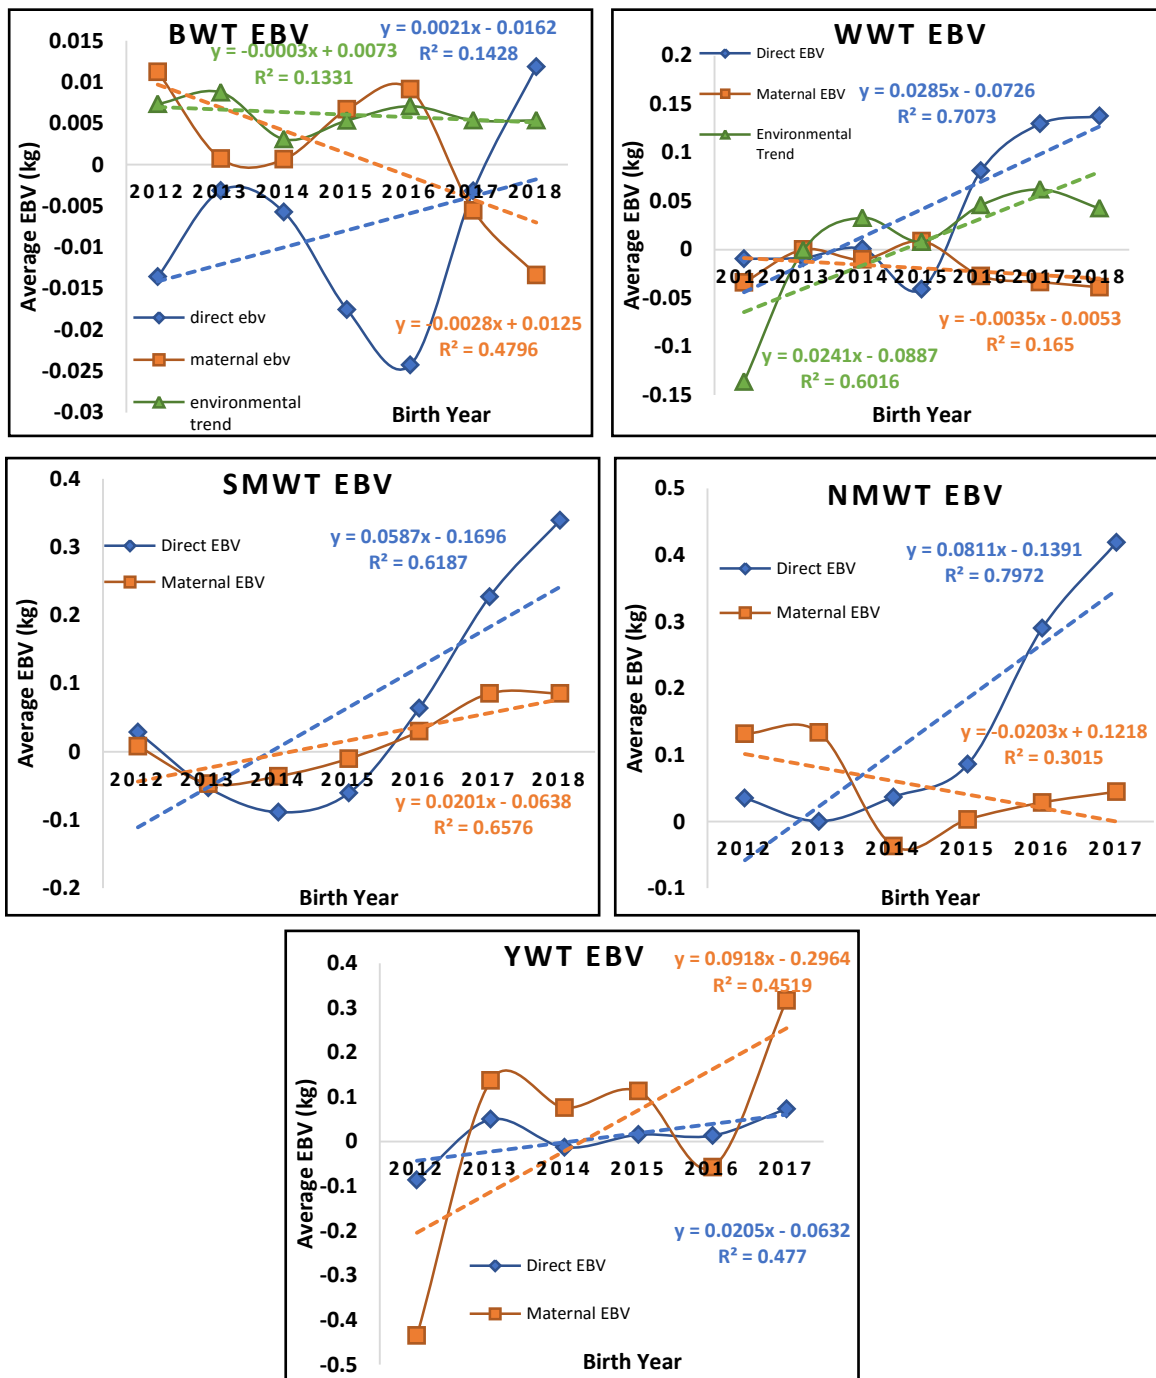 BWT EBV
y = 0.0021x - 0.0162
R² = 0.1428
y = -0.0003x + 0.0073
R² = 0.1331
0.015
0.01
0.005
0
-0.005
-0.01
-0.015
-0.02
-0.025
-0.03
Average EBV (kg)
2012 2013 2014 2015 2016 2017 2018
direct ebv
maternal ebv
environmental
trend
y = -0.0028x + 0.0125
R² = 0.4796
Birth Year
WWT EBV
Direct EBV
Maternal EBV
Environmental
Trend
y = 0.0285x - 0.0726
R² = 0.7073
0.2
0.15
0.1
0.05
0
-0.05
-0.1
-0.15
Average EBV (kg)
2012 2013 2014 2015 2016 2017 2018
y = -0.0035x - 0.0053
R² = 0.165
y = 0.0241x - 0.0887
R² = 0.6016
Birth Year
SMWT EBV
0.4
0.3
0.2
0.1
0
-0.1
-0.2
Average EBV (kg)
Direct EBV
Maternal EBV
y = 0.0587x - 0.1696
R² = 0.6187
2012 2013 2014 2015 2016 2017 2018
y = 0.0201x - 0.0638
R² = 0.6576
Birth Year
NMWT EBV
0.5
0.4
0.3
0.2
0.1
0
-0.1
Average EBV (kg)
Direct EBV
Maternal EBV
y = 0.0811x - 0.1391
R² = 0.7972
y = -0.0203x + 0.1218
R² = 0.3015
2012 2013 2014 2015 2016 2017
Birth Year
YWT EBV
y = 0.0918x - 0.2964
R² = 0.4519
0.4
0.3
0.2
0.1
0
-0.1
-0.2
-0.3
-0.4
-0.5
Average EBV (kg)
2012 2013 2014 2015 2016 2017
y = 0.0205x - 0.0632
R² = 0.477
Direct EBV
Maternal EBV
Birth Year